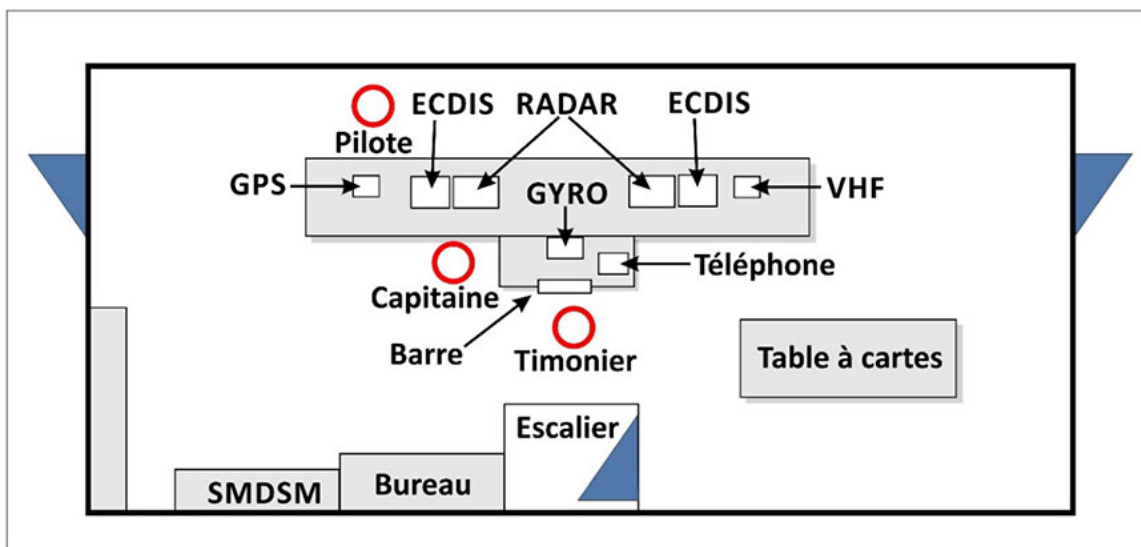 ECDIS RADAR ECDIS
Pilote
GPS GYRO VHF
Téléphone
Capitaine
Barre Timonier Table à cartes
Escalier
SMDSM Bureau